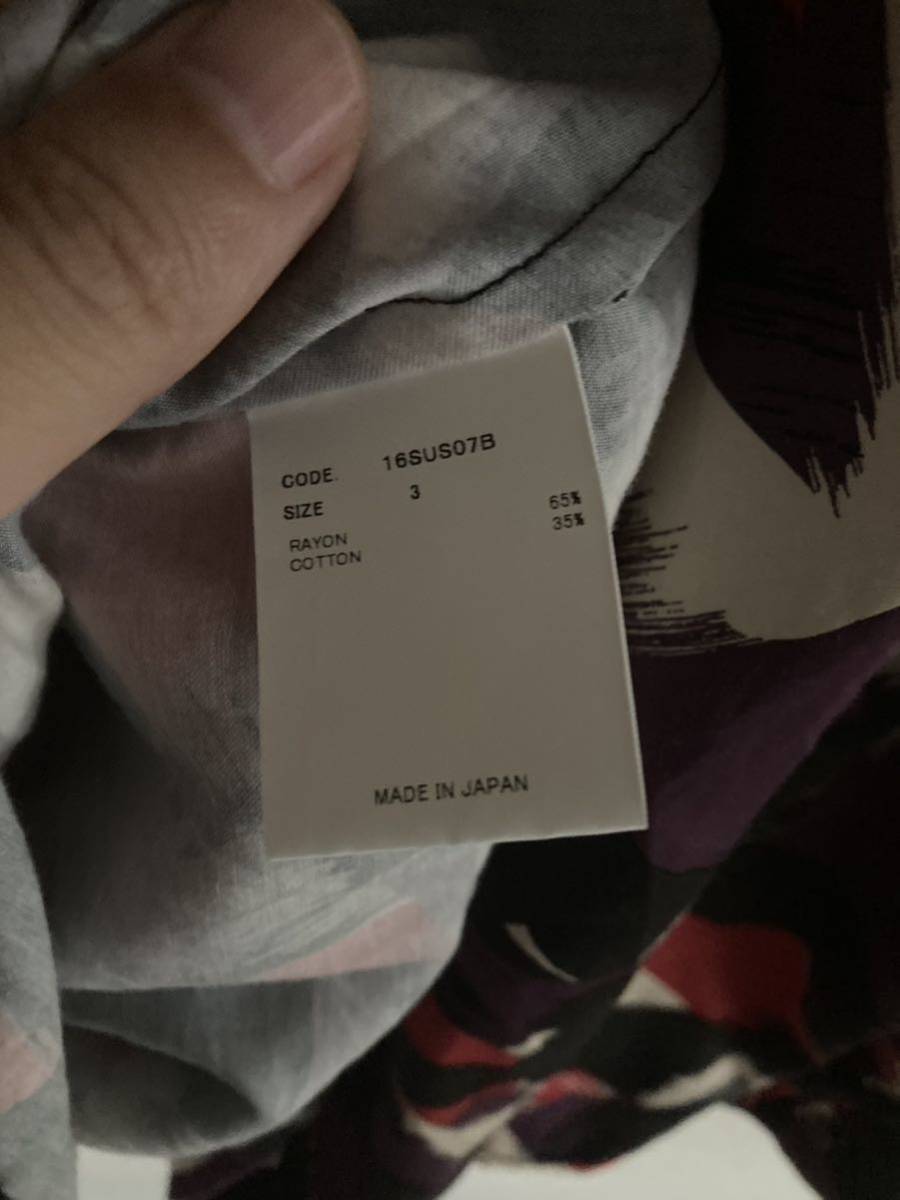 CODE. 16SUS07B
SIZE 3
RAYON 65%
COTTON 35%
MADE IN JAPAN